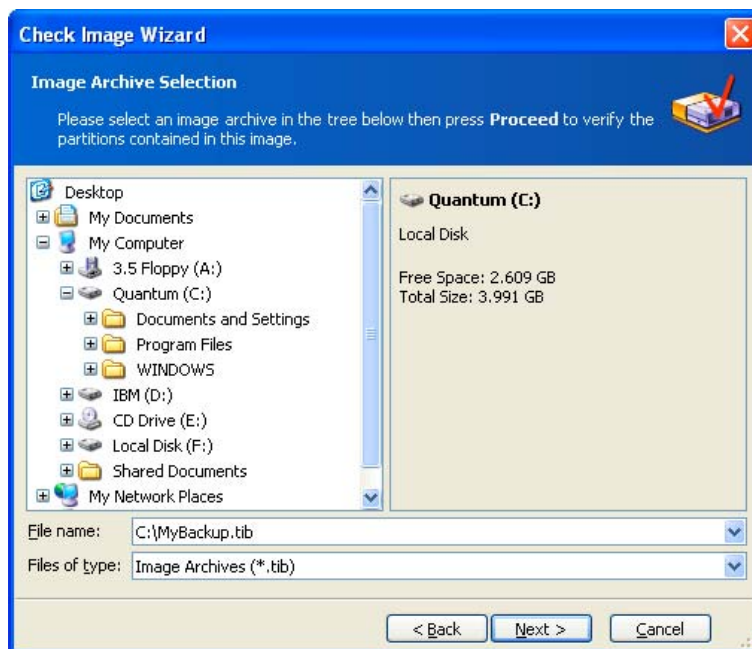 Check Image Wizard
Image Archive Selection
Please select an image archive in the tree below then press Proceed to verify the
partitions contained in this image.
Desktop
My Documents
My Computer
3.5 Floppy (A:)
Quantum (C:)
Documents and Settings
Program Files
WINDOWS
IBM (D:)
CD Drive (E:)
Local Disk (F:)
Shared Documents
My Network Places
Quantum (C:)
Local Disk
Free Space: 2.609 GB
Total Size: 3.991 GB
File name: C:\MyBackup.tib
Files of type: Image Archives (*.tib)
< Back Next > Cancel